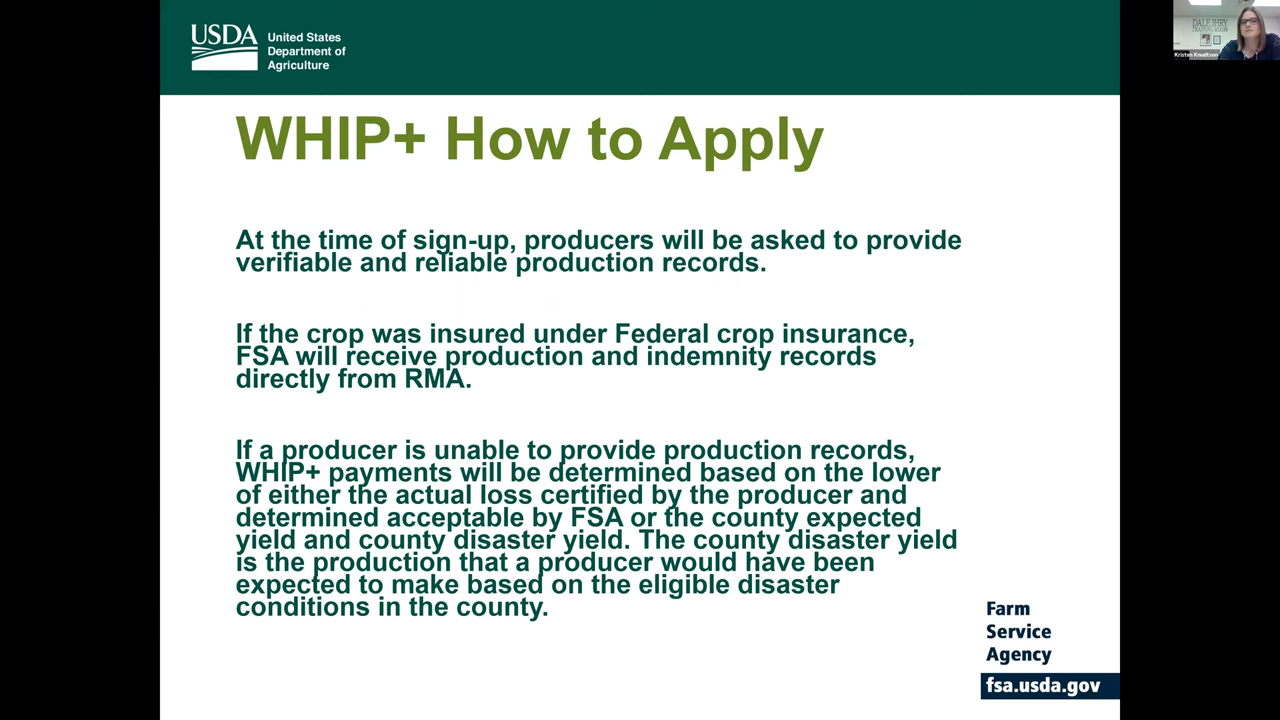 USDA
United States
Department of
Agriculture
DALE IHRY
TRAINING ROOM
Kristen Knudtson
WHIP+ How to Apply
At the time of sign-up, producers will be asked to provide
verifiable and reliable production records.
If the crop was insured under Federal crop insurance,
FSA will receive production and indemnity records
directly from RMA.
If a producer is unable to provide production records,
WHIP+ payments will be determined based on the lower
of either the actual loss certified by the producer and
determined acceptable by FSA or the county expected
yield and county disaster yield. The county disaster yield
is the production that a producer would have been
expected to make based on the eligible disaster
conditions in the county.
Farm
Service
Agency
fsa.usda.gov